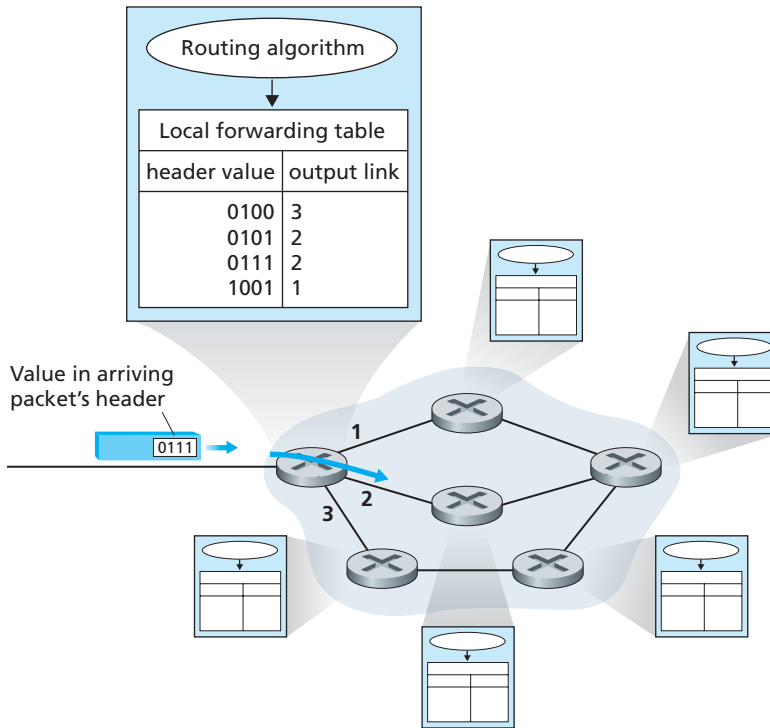 Routing algorithm
Local forwarding table
header value output link
0100 3
0101 2
0111 2
1001 1
Value in arriving
packet's header
0111
1
2
3